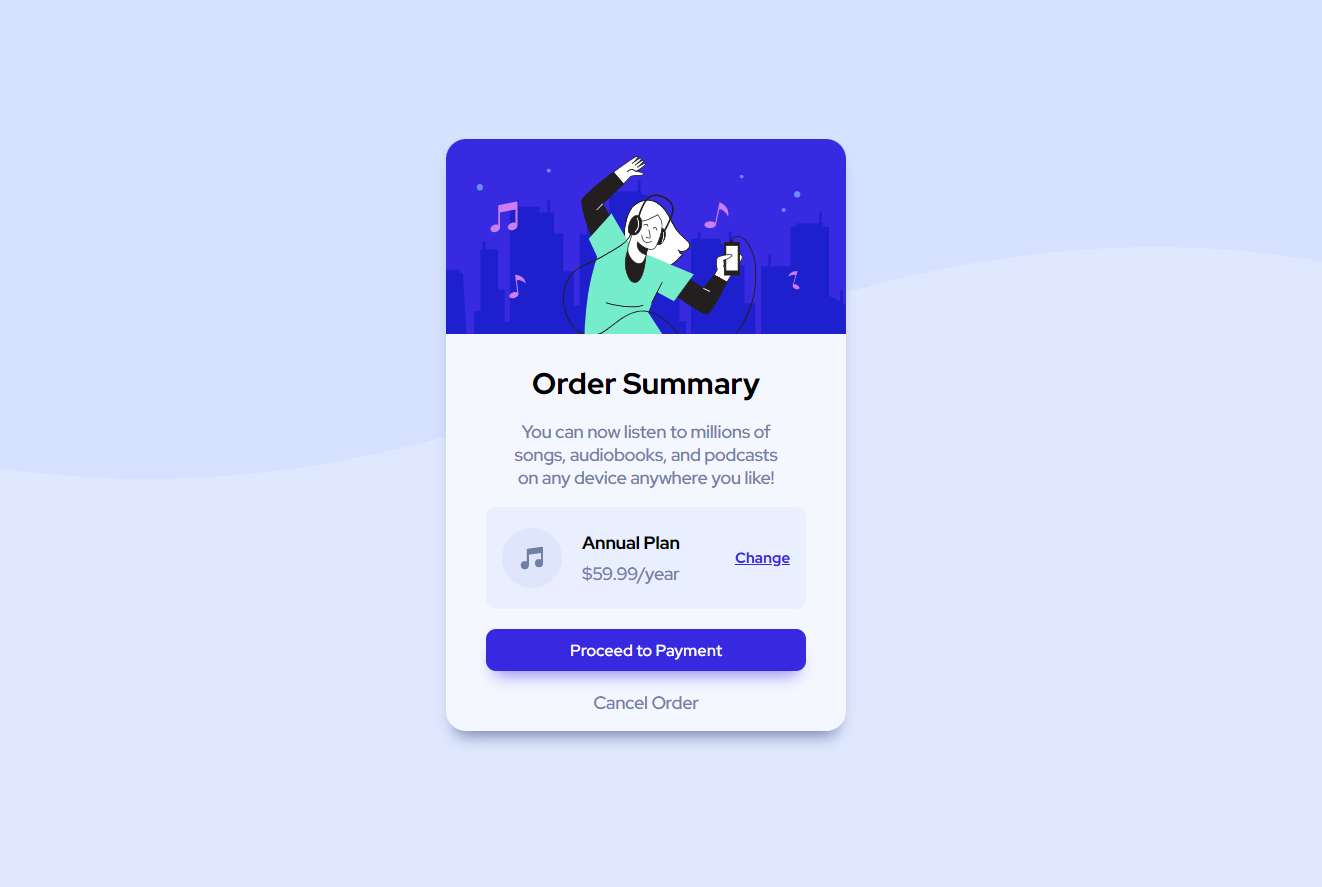 Order Summary
You can now listen to millions of
songs, audiobooks, and podcasts
on any device anywhere you like!
Annual Plan
$59.99/year
Change
Proceed to Payment
Cancel Order